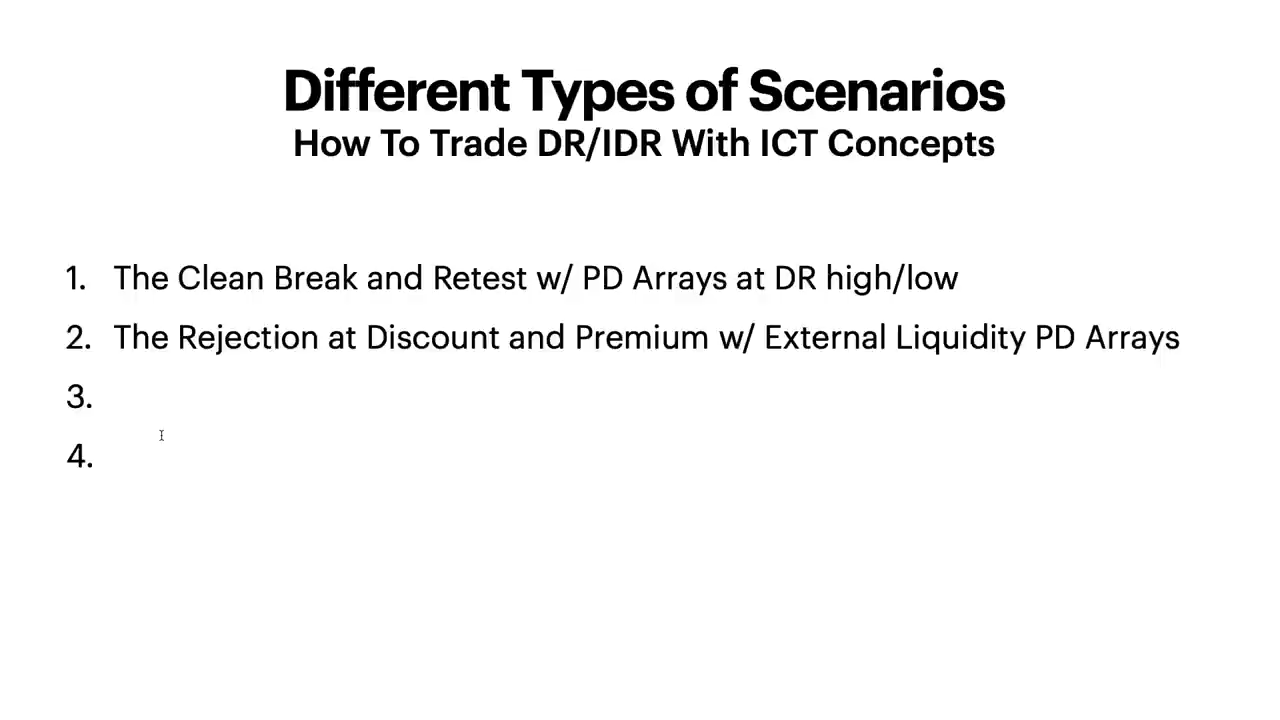 Different Types of Scenarios
How To Trade DR/IDR With ICT Concepts
1. The Clean Break and Retest w/ PD Arrays at DR high/low
2. The Rejection at Discount and Premium w/ External Liquidity PD Arrays
3.
4.